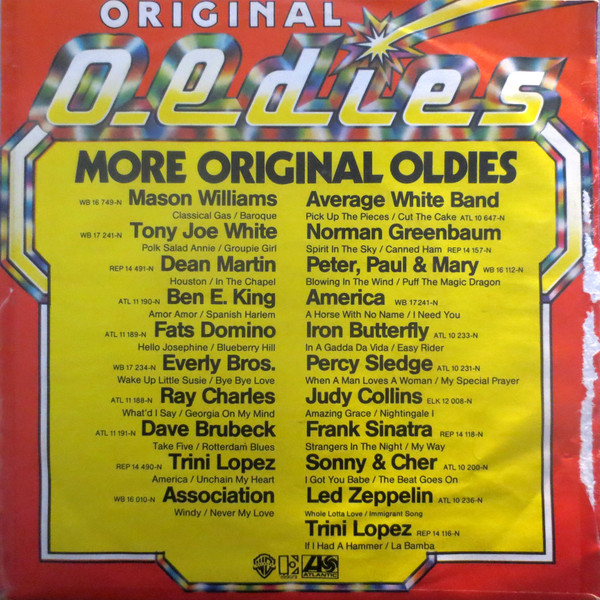 ORIGINAL
Oldies
MORE ORIGINAL OLDIES
WB 16 749-N Mason Williams
Classical Gas / Baroque
WB 17 241-N Tony Joe White
Polk Salad Annie / Groupie Girl
REP 14 491-N Dean Martin
Houston / In The Chapel
ATL 11 190-N Ben E. King
Amor Amor / Spanish Harlem
ATL 11 189-N Fats Domino
Hello Josephine / Blueberry Hill
WB 17 234-N Everly Bros.
Wake Up Little Susie / Bye Bye Love
ATL 11 188-N Ray Charles
What'd I Say / Georgia On My Mind
ATL 11 191-N Dave Brubeck
Take Five / Rotterdam Blues
REP 14 490-N Trini Lopez
America / Unchain My Heart
WB 16 010-N Association
Windy / Never My Love
Average White Band
Pick Up The Pieces / Cut The Cake ATL 10 647-N
Norman Greenbaum
Spirit In The Sky / Canned Ham REP 14 157-N
Peter, Paul & Mary WB 16 112-N
Blowing In The Wind / Puff The Magic Dragon
America WB 17 241-N
A Horse With No Name / I Need You
Iron Butterfly ATL 10 233-N
In A Gadda Da Vida / Easy Rider
Percy Sledge ATL 10 231-N
When A Man Loves A Woman / My Special Prayer
Judy Collins ELK 12 008-N
Amazing Grace / Nightingale I
Frank Sinatra REP 14 118-N
Strangers In The Night / My Way
Sonny & Cher ATL 10 200-N
I Got You Babe / The Beat Goes On
Led Zeppelin ATL 10 236-N
Whole Lotta Love / Immigrant Song
Trini Lopez REP 14 116-N
If I Had A Hammer / La Bamba
ATLANTIC